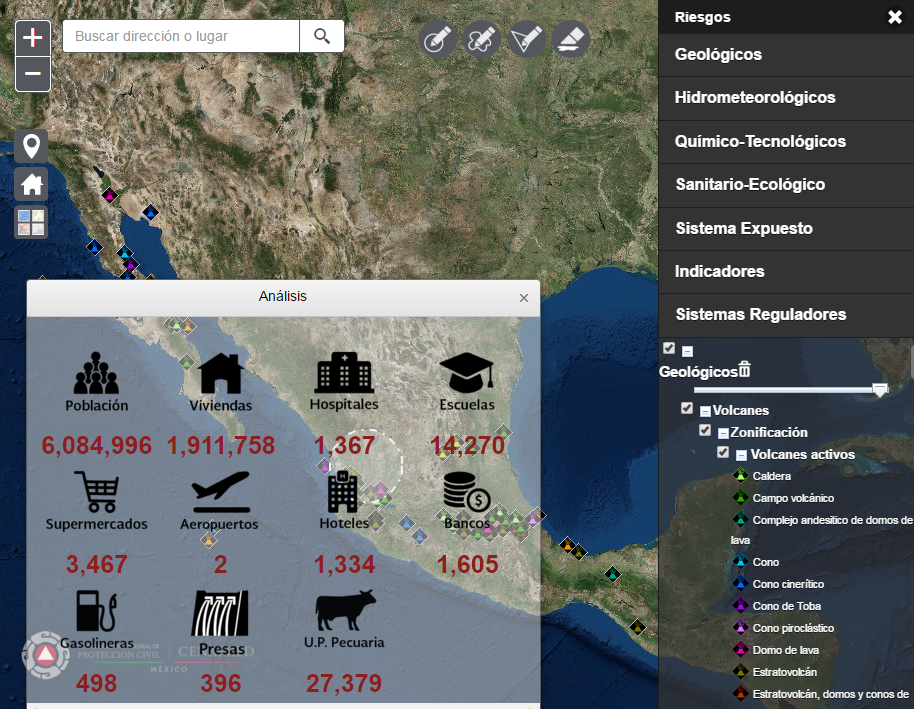 Buscar dirección o lugar
Riesgos
Geológicos
Hidrometeorológicos
Químico-Tecnológicos
Sanitario-Ecológico
Sistema Expuesto
Indicadores
Sistemas Reguladores
Geológicos
Volcanes
Zonificación
Volcanes activos
Caldera
Campo volcánico
Complejo andesitico de domos de
lava
Cono
Cono cinerítico
Cono de Toba
Cono piroclástico
Domo de lava
Estratovolcán
Estratovolcán, domos y conos de
Análisis
Población Viviendas Hospitales Escuelas
6,084,996 1,911,758 1,367 14,270
Supermercados Aeropuertos Hoteles Bancos
3,467 2 1,334 1,605
Gasolineras Presas U.P. Pecuaria
498 396 27,379
PROTECCIÓN CIVIL
MÉXICO